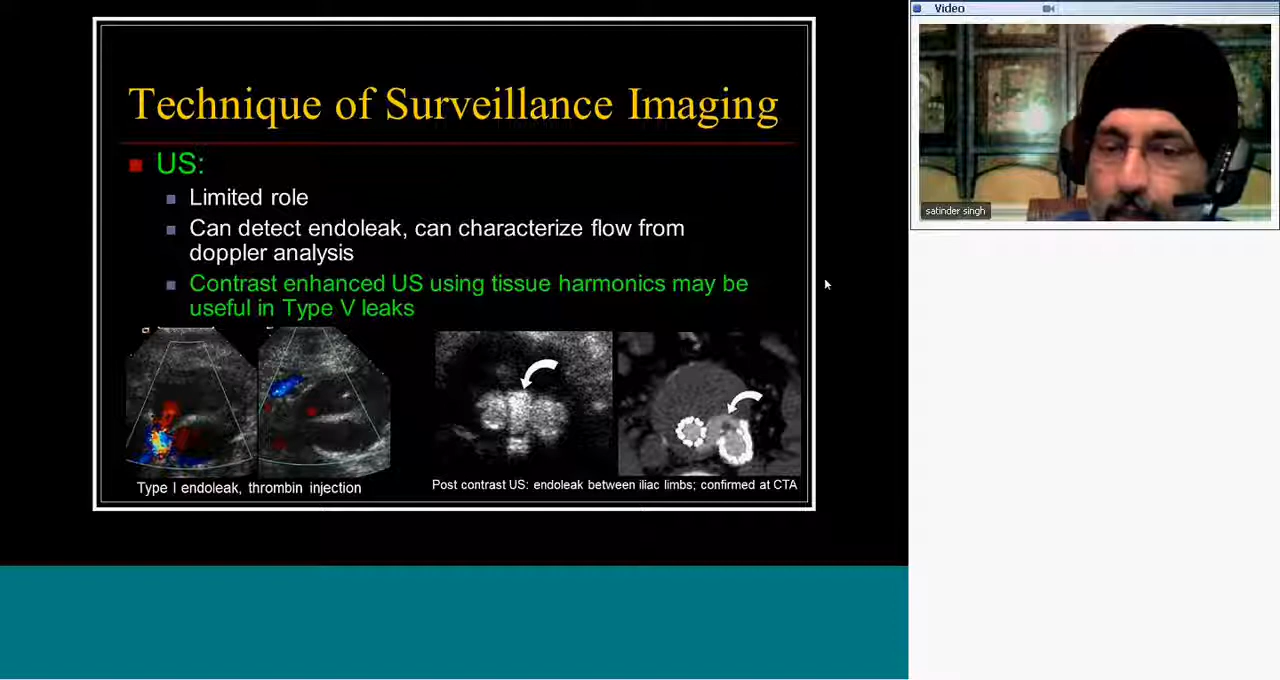 Technique of Surveillance Imaging
US:
Limited role
Can detect endoleak, can characterize flow from
doppler analysis
Contrast enhanced US using tissue harmonics may be
useful in Type V leaks
Type I endoleak, thrombin injection
Post contrast US: endoleak between iliac limbs; confirmed at CTA
Video
satinder singh